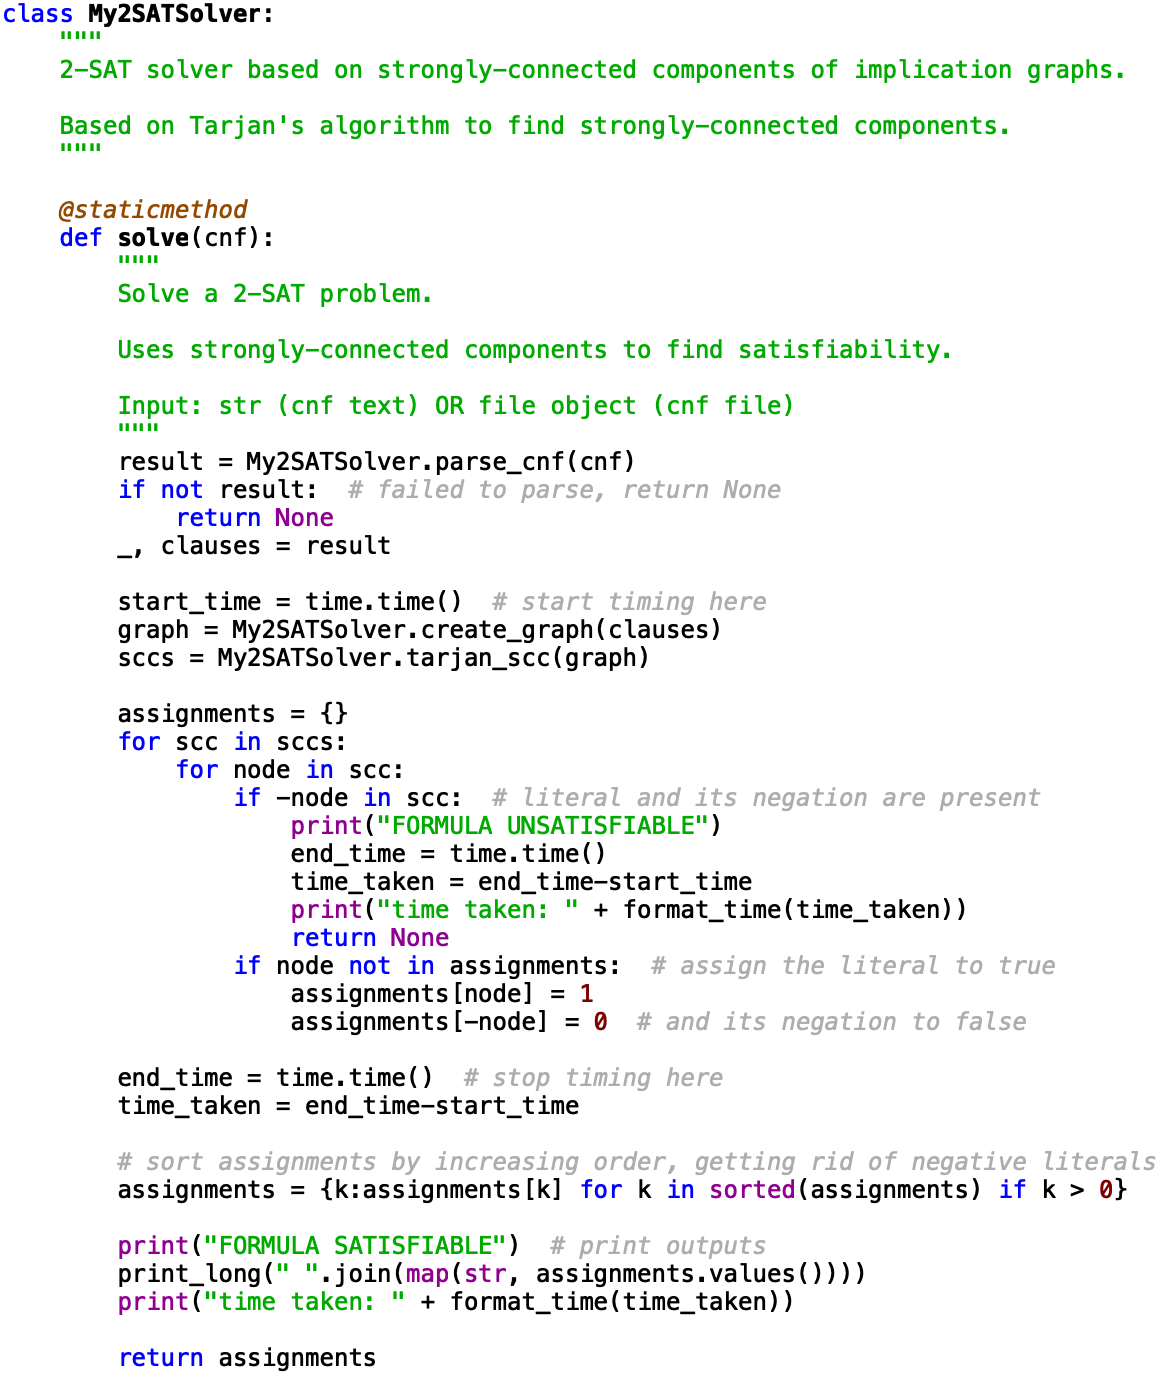 class My2SATSolver:
    """
    2-SAT solver based on strongly-connected components of implication graphs.

    Based on Tarjan's algorithm to find strongly-connected components.
    """

    @staticmethod
    def solve(cnf):
        """
        Solve a 2-SAT problem.

        Uses strongly-connected components to find satisfiability.

        Input: str (cnf text) OR file object (cnf file)
        """
        result = My2SATSolver.parse_cnf(cnf)
        if not result:  # failed to parse, return None
            return None
        _, clauses = result

        start_time = time.time()  # start timing here
        graph = My2SATSolver.create_graph(clauses)
        sccs = My2SATSolver.tarjan_scc(graph)

        assignments = {}
        for scc in sccs:
            for node in scc:
                if -node in scc:  # literal and its negation are present
                    print("FORMULA UNSATISFIABLE")
                    end_time = time.time()
                    time_taken = end_time-start_time
                    print("time taken: " + format_time(time_taken))
                    return None
                if node not in assignments:  # assign the literal to true
                    assignments[node] = 1
                    assignments[-node] = 0  # and its negation to false

        end_time = time.time()  # stop timing here
        time_taken = end_time-start_time

        # sort assignments by increasing order, getting rid of negative literals
        assignments = {k:assignments[k] for k in sorted(assignments) if k > 0}

        print("FORMULA SATISFIABLE")  # print outputs
        print_long(" ".join(map(str, assignments.values())))
        print("time taken: " + format_time(time_taken))

        return assignments